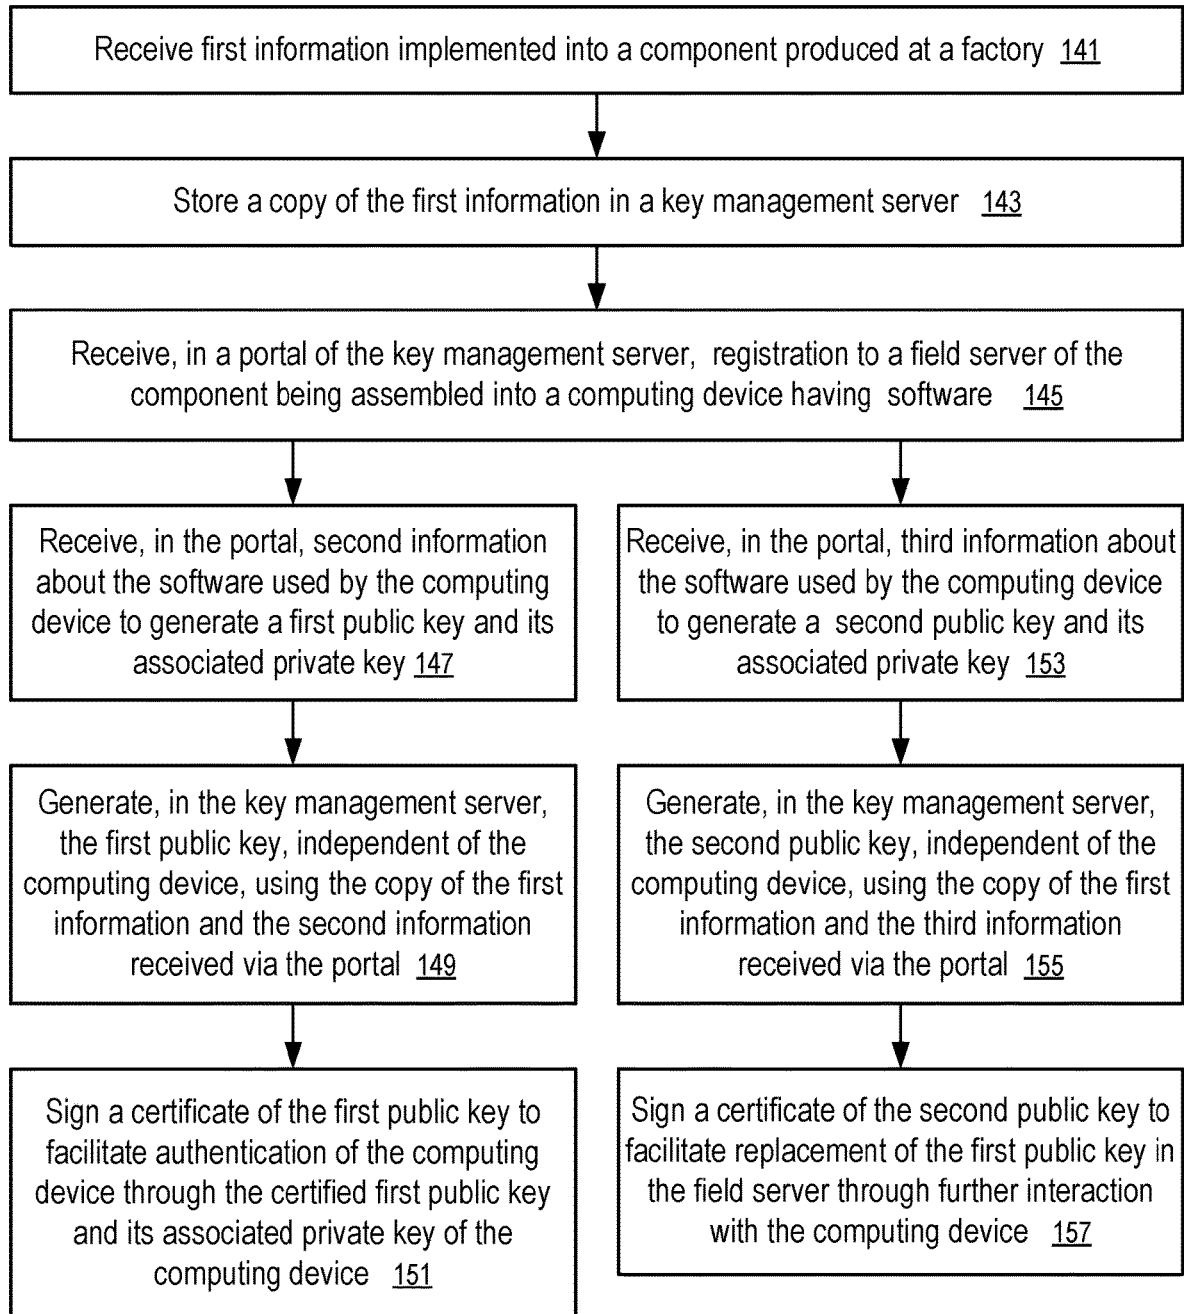 Receive first information implemented into a component produced at a factory 141
Store a copy of the first information in a key management server 143
Receive, in a portal of the key management server, registration to a field server of the
component being assembled into a computing device having software 145
Receive, in the portal, second information
about the software used by the computing
device to generate a first public key and its
associated private key 147
Generate, in the key management server,
the first public key, independent of the
computing device, using the copy of the first
information and the second information
received via the portal 149
Sign a certificate of the first public key to
facilitate authentication of the computing
device through the certified first public key
and its associated private key of the
computing device 151
Receive, in the portal, third information about
the software used by the computing device
to generate a second public key and its
associated private key 153
Generate, in the key management server,
the second public key, independent of the
computing device, using the copy of the first
information and the third information
received via the portal 155
Sign a certificate of the second public key to
facilitate replacement of the first public key in
the field server through further interaction
with the computing device 157